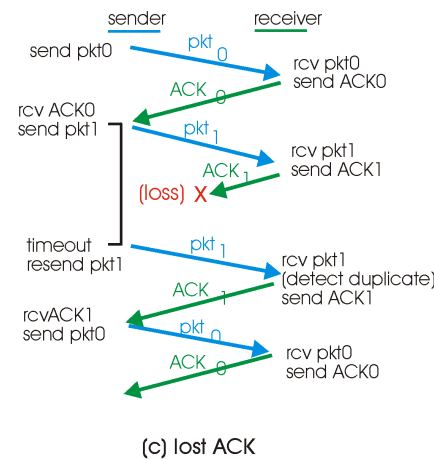 sender receiver
send pkt0
pkt 0
rcv pkt0
send ACK0
ACK 0
rcv ACK0
send pkt1
pkt 1
rcv pkt1
send ACK1
ACK 1
(loss) X
timeout
resend pkt1
pkt 1
rcv pkt1
(detect duplicate)
send ACK1
ACK 1
rcvACK1
send pkt0
pkt 0
rcv pkt0
send ACK0
ACK 0
(c) lost ACK